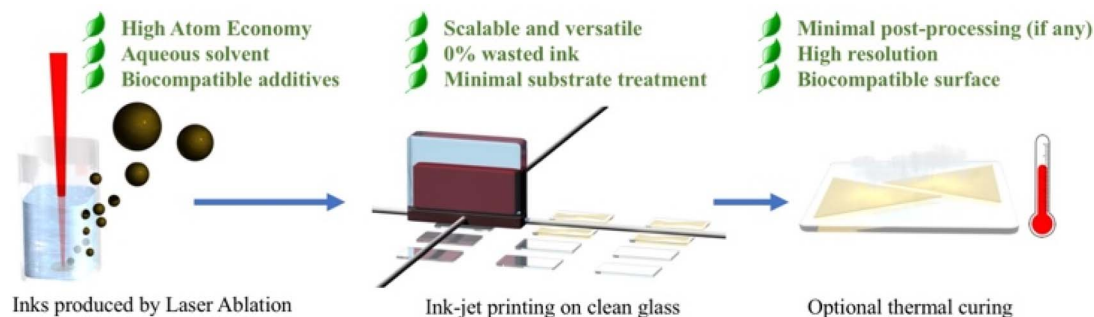 High Atom Economy
Aqueous solvent
Biocompatible additives
Scalable and versatile
0% wasted ink
Minimal substrate treatment
Minimal post-processing (if any)
High resolution
Biocompatible surface
Inks produced by Laser Ablation
Ink-jet printing on clean glass
Optional thermal curing